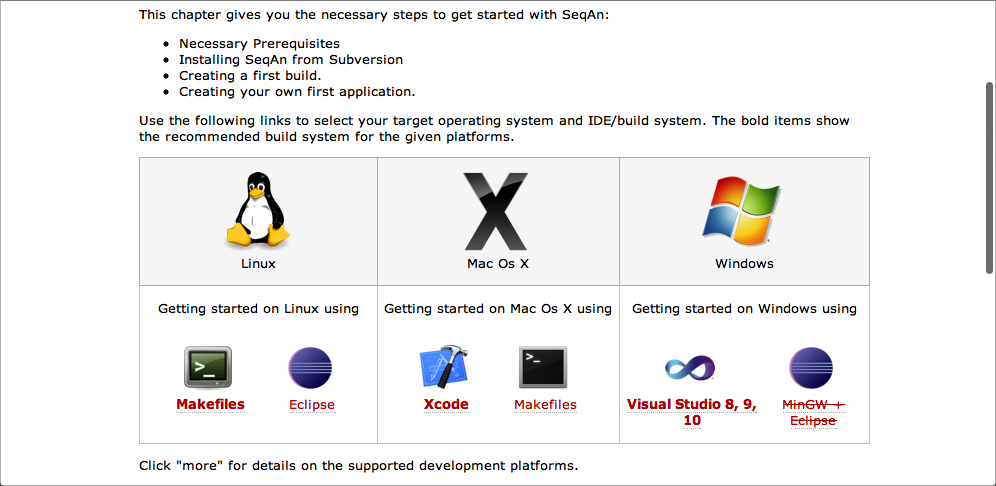 This chapter gives you the necessary steps to get started with SeqAn:
Necessary Prerequisites
Installing SeqAn from Subversion
Creating a first build.
Creating your own first application.
Use the following links to select your target operating system and IDE/build system. The bold items show
the recommended build system for the given platforms.
Linux
Mac Os X
Windows
Getting started on Linux using
Getting started on Mac Os X using
Getting started on Windows using
Makefiles
Eclipse
Xcode
Makefiles
Visual Studio 8, 9,
10
MinGW +
Eclipse
Click "more" for details on the supported development platforms.